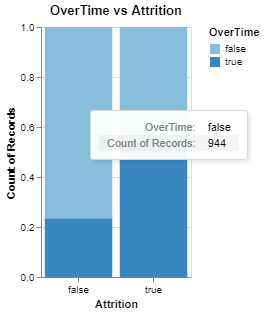 OverTime vs Attrition
OverTime
false
true
1.0
0.8
0.6
0.4
0.2
0.0
Count of Records
OverTime: false
Count of Records: 944
false true
Attrition